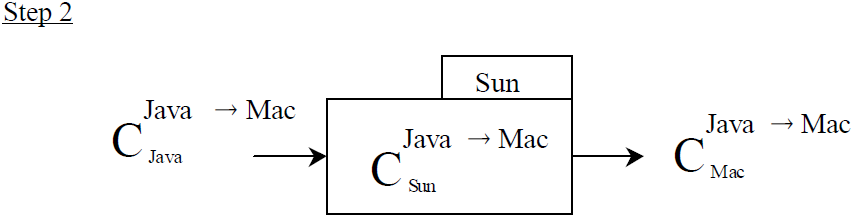 Step 2
Sun
C Java Java → Mac
C Sun Java → Mac
C Mac Java → Mac